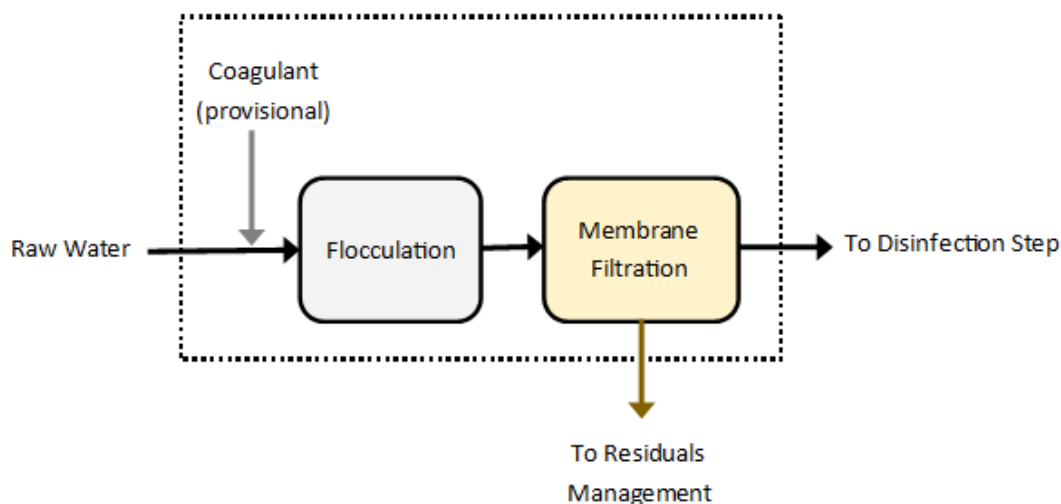 Coagulant
(provisional)
Raw Water
Flocculation
Membrane
Filtration
To Disinfection Step
To Residuals
Management